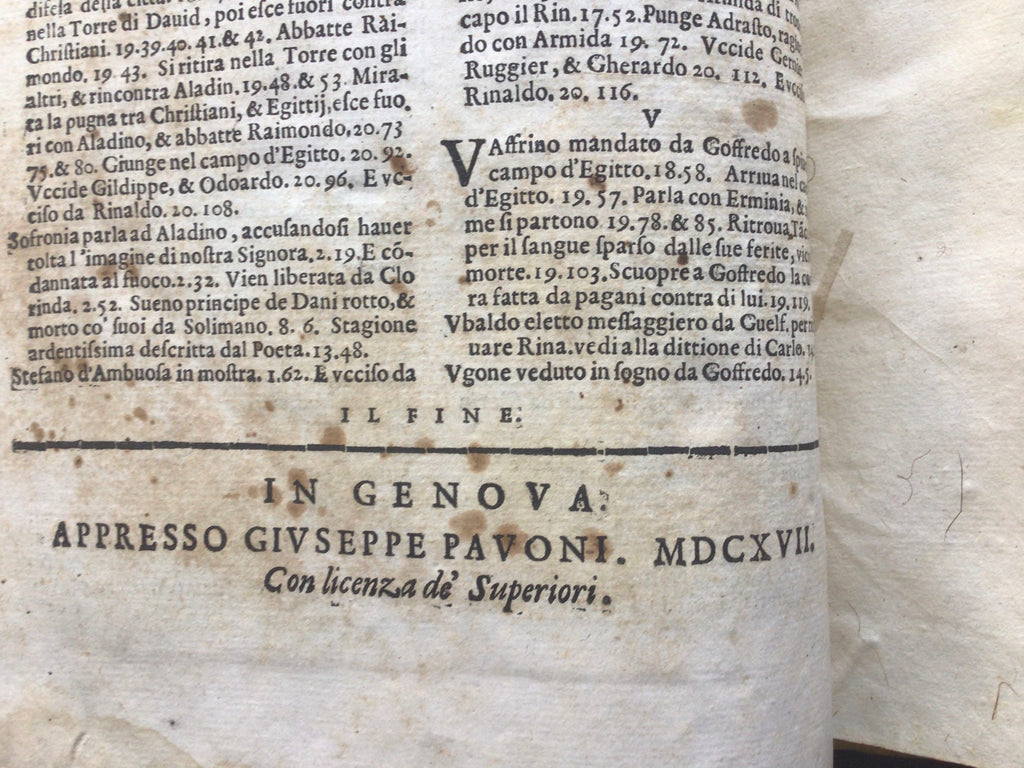 difesa della
nella Torre di Dauid, poi esce fuori contra
Christiani. 19.39.40. 41.& 42. Abbatte Rai-
mondo. 19 43. Si ritira nella Torre con gli
altri, & rincontra Aladin. 19.48.& 53. Mira-
ta la pugna tra Christiani, & Egittij, esce fuo.
ri con Aladino, & abbatte Raimondo, 20.73
79.& 80. Giunge nel campo d'Egitto. 20. 92.
Vccide Gildippe, & Odoardo. 20. 96. E vc-
ciso da Rinaldo. 20. 108.
Sofronia parla ad Aladino, accusandosi hauer
tolta l'imagine di nostra Signora. 2.19. E cõ-
dannata al fuoco. 2.32. Vien liberata da Clo
rinda. 2.52. Sueno principe de Dani rotto, &
morto co' suoi da Solimano. 8. 6. Stagione
ardentissima descritta dal Poeta. 13.48.
Stefano d'Ambuosa in mostra. 1.62. E vcciso da
capo il Rin. 17.52. Punge Adrasto,
do con Armida 19. 72. Vccide
Ruggier, & Gherardo 20. 112.
Rinaldo. 20. 116.
V
VAffrino mandato da Goffredo a
campo d'Egitto. 18.58. Arriua nel
d'Egitto. 19. 57. Parla con Erminia, &
me si partono 19.78. & 85. Ritroua
per il sangue sparso dalle sue ferite,
morte. 19. 103. Scuopre a Goffredo la
ra fatta da pagani contra di lui. 19. 119.
Vbaldo eletto messaggiero da Guelf.
uare Rina. vedi alla dittione di Carlo.
Vgone veduto in sogno da Goffredo. 14.5.
IL FINE.
IN GENOVA.
APPRESSO GIVSEPPE PAVONI. MDCXVII.
Con licenza de' Superiori.